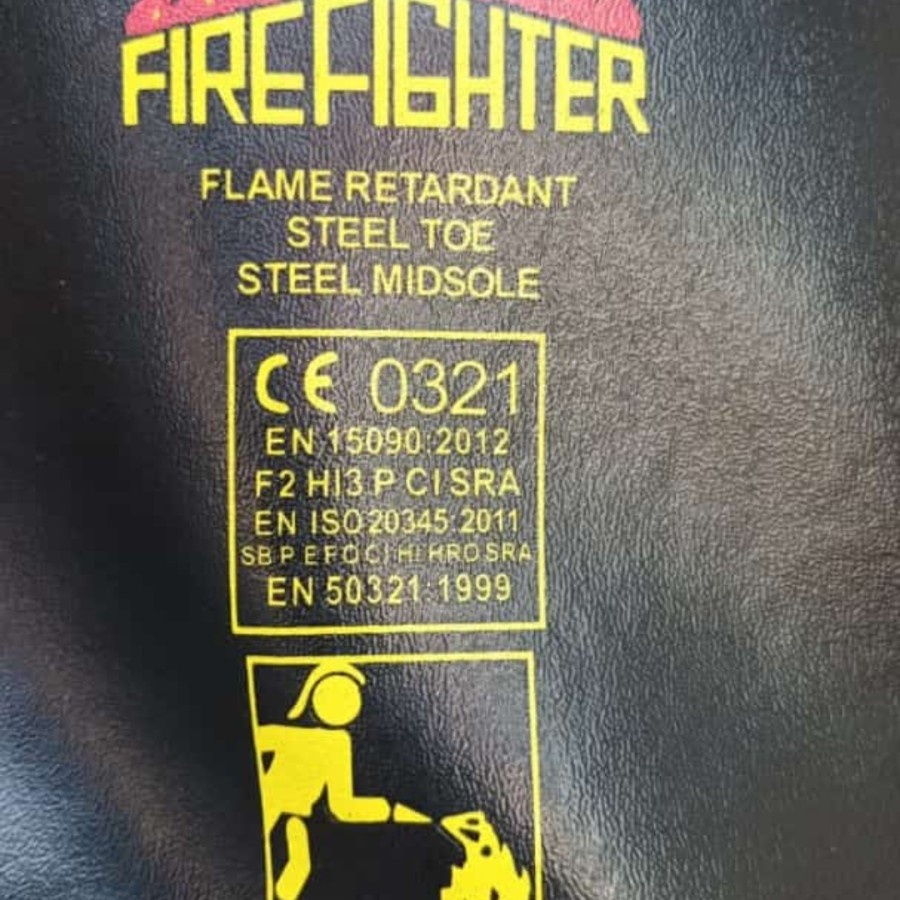 FIREFIGHTER
FLAME RETARDANT
STEEL TOE
STEEL MIDSOLE
CE 0321
EN 15090:2012
F2 HI3 P CI SRA
EN ISO 20345:2011
SB P E FO CI HI HRO SRA
EN 50321:1999